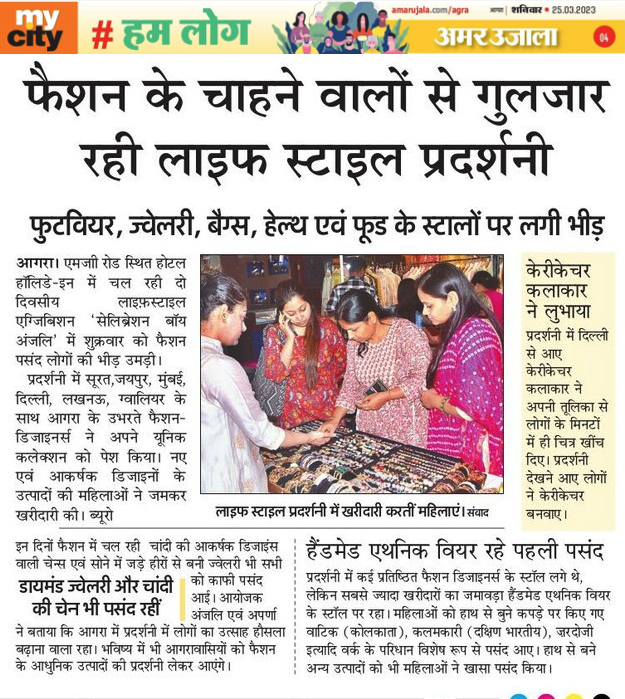 my
city
# हम लोग
amarujala.com/agra
आगरा | शनिवार • 25.03.2023
अमर उजाला
04
फैशन के चाहने वालों से गुलजार
रही लाइफ स्टाइल प्रदर्शनी
फुटवियर, ज्वेलरी, बैग्स, हेल्थ एवं फूड के स्टालों पर लगी भीड़
आगरा। एमजी रोड स्थित होटल
हॉलिडे-इन में चल रही दो
दिवसीय लाइफ़स्टाइल
एग्जिबिशन ‘सेलिब्रेशन बॉय
अंजलि’ में शुक्रवार को फैशन
पसंद लोगों की भीड़ उमड़ी।
प्रदर्शनी में सूरत,जयपुर, मुंबई,
दिल्ली, लखनऊ, ग्वालियर के
साथ आगरा के उभरते फैशन-
डिजाइनर्स ने अपने यूनिक
कलेक्शन को पेश किया। नए
एवं आकर्षक डिजाइनों के
उत्पादों की महिलाओं ने जमकर
खरीदारी की। ब्यूरो
लाइफ स्टाइल प्रदर्शनी में खरीदारी करतीं महिलाएं। संवाद
केरीकेचर
कलाकार
ने लुभाया
प्रदर्शनी में दिल्ली
से आए
केरीकेचर
कलाकार ने
अपनी तूलिका से
लोगों के मिनटों
में ही चित्र खींच
दिए। प्रदर्शनी
देखने आए लोगों
ने केरीकेचर
बनवाए।
इन दिनों फैशन में चल रही चांदी की आकर्षक डिजाइंस
वाली चेन्स एवं सोने में जड़े हीरों से बनी ज्वेलरी भी सभी
डायमंड ज्वेलरी और चांदी
की चेन भी पसंद रहीं
को काफी पसंद
आई। आयोजक
अंजलि एवं अपर्णा
ने बताया कि आगरा में प्रदर्शनी में लोगों का उत्साह हौसला
बढ़ाना वाला रहा। भविष्य में भी आगरावासियों को फैशन
के आधुनिक उत्पादों की प्रदर्शनी लेकर आएंगे।
हैंडमेड एथनिक वियर रहे पहली पसंद
प्रदर्शनी में कई प्रतिष्ठित फैशन डिजाइनर्स के स्टॉल लगे थे,
लेकिन सबसे ज्यादा खरीदारों का जमावड़ा हैंडमेड एथनिक वियर
के स्टॉल पर रहा। महिलाओं को हाथ से बुने कपड़े पर किए गए
वाटिक (कोलकाता), कलमकारी (दक्षिण भारतीय), जरदोजी
इत्यादि वर्क के परिधान विशेष रूप से पसंद आए। हाथ से बने
अन्य उत्पादों को भी महिलाओं ने खासा पसंद किया।